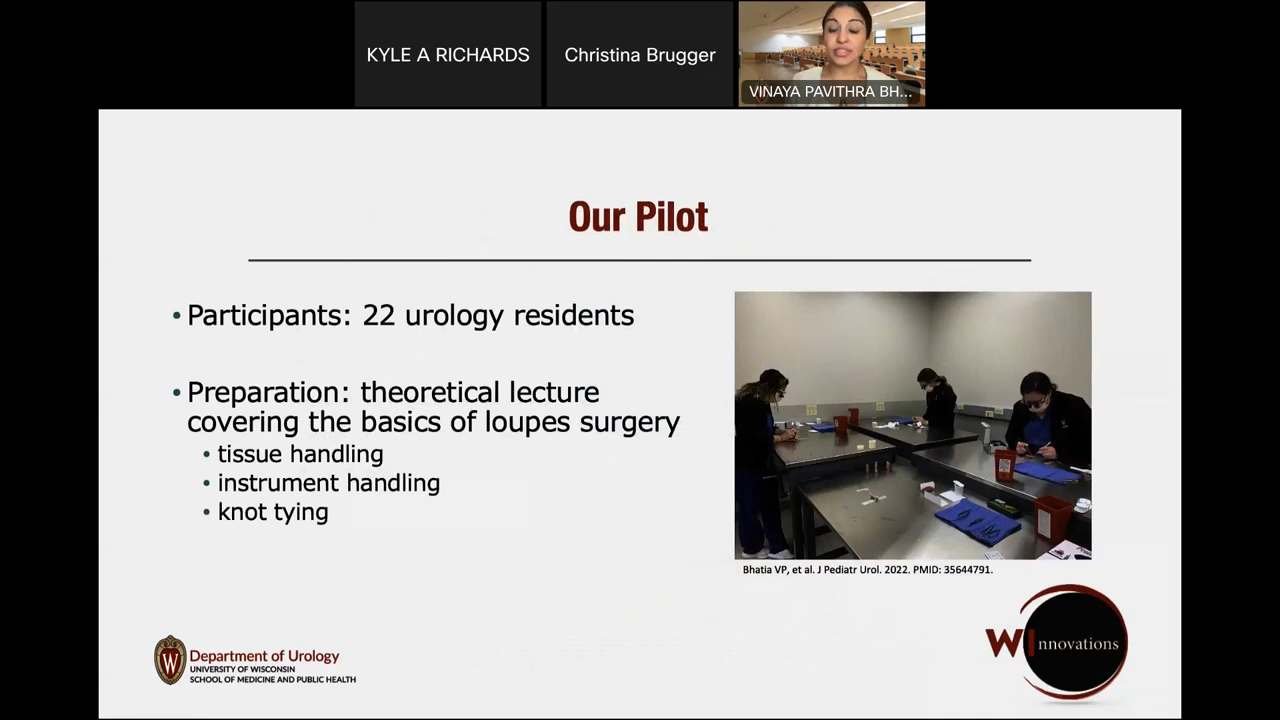 KYLE A RICHARDS
Christina Brugger
VINAYA PAVITHRA BH...
Our Pilot
• Participants: 22 urology residents
• Preparation: theoretical lecture
covering the basics of loupes surgery
• tissue handling
• instrument handling
• knot tying
Bhatia VP, et al. J Pediatr Urol. 2022. PMID: 35644791.
W
Department of Urology
UNIVERSITY OF WISCONSIN
SCHOOL OF MEDICINE AND PUBLIC HEALTH
WInnovations